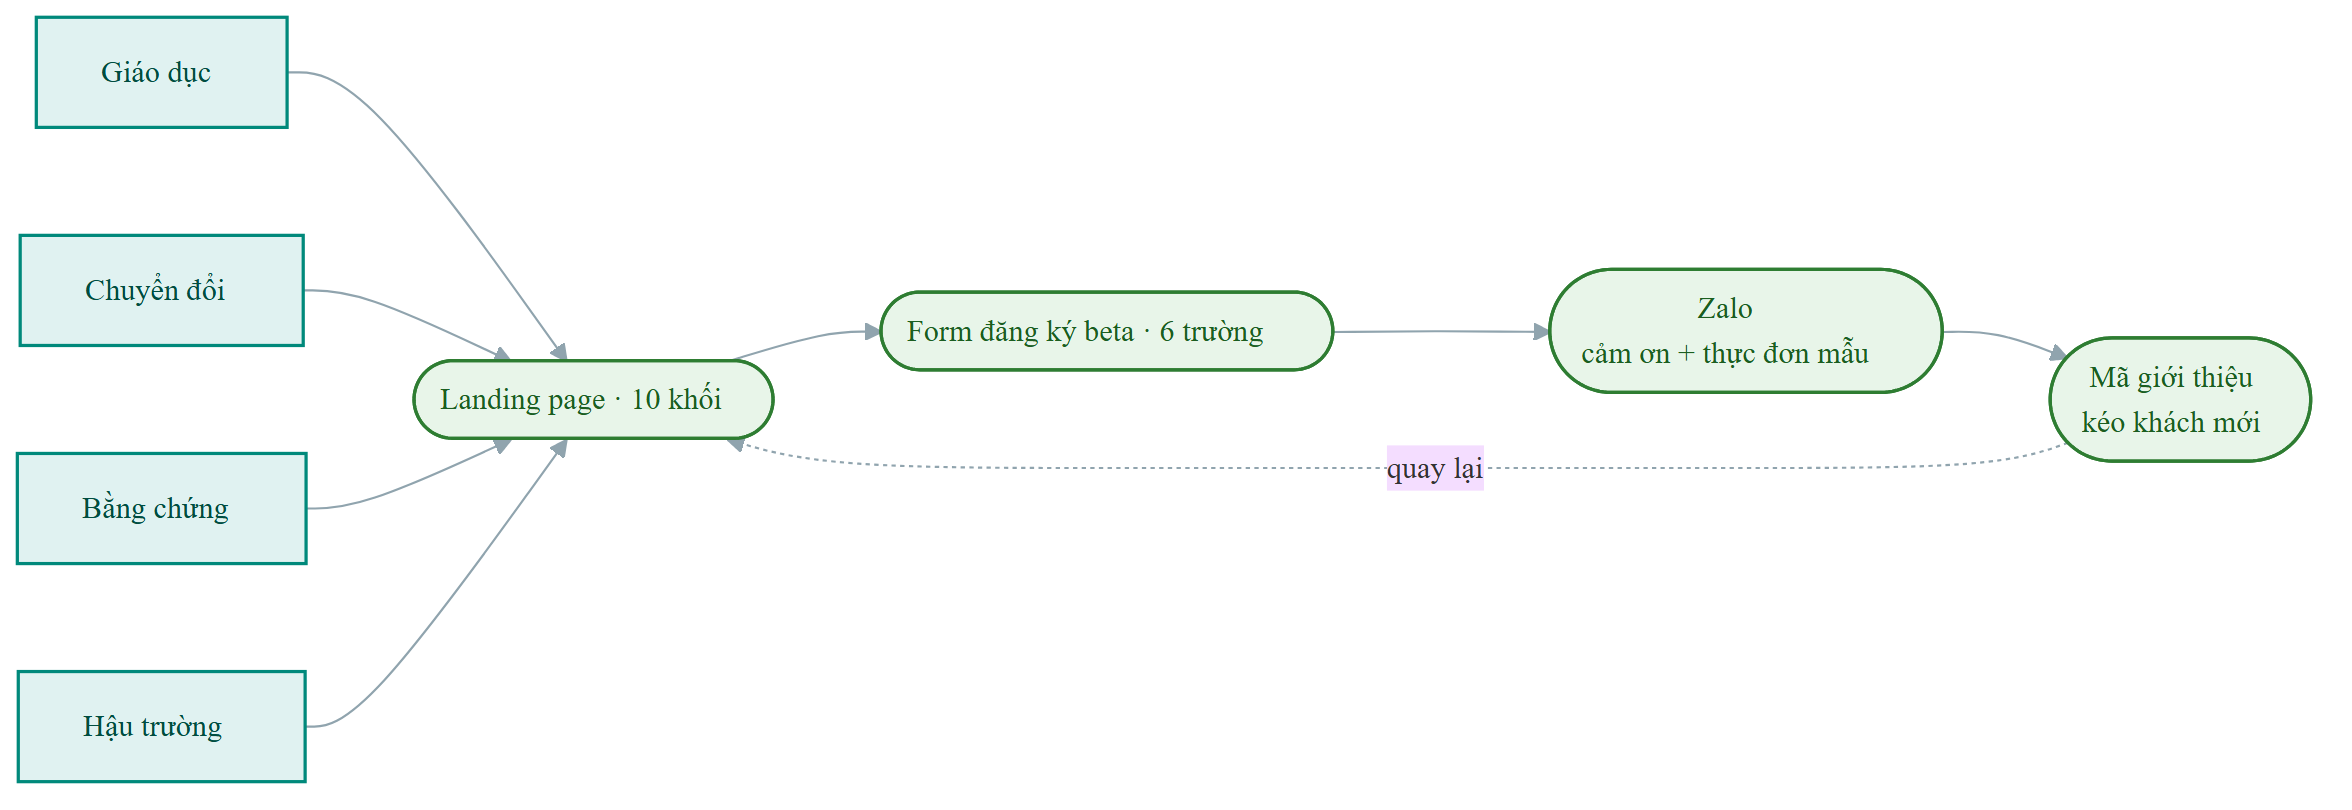 Giáo dục
Chuyển đổi
Bằng chứng
Hậu trường
Landing page · 10 khối
Form đăng ký beta · 6 trường
Zalo
cảm ơn + thực đơn mẫu
Mã giới thiệu
kéo khách mới
quay lại